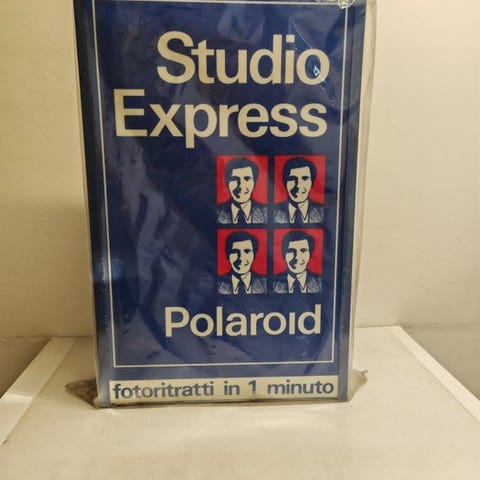 Studio
Express
Polaroid
fotoritratti in 1 minuto